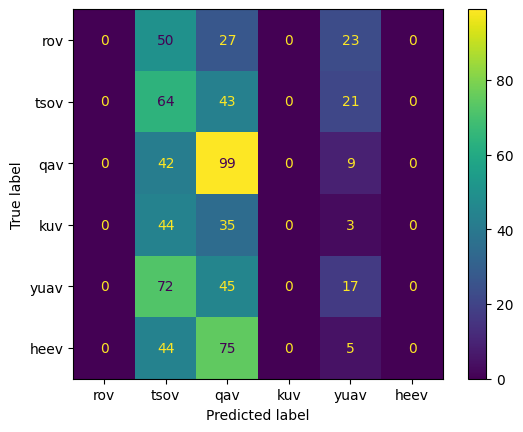 rov 0 50 27 0 23 0
tsov 0 64 43 0 21 0
qav 0 42 99 0 9 0
kuv 0 44 35 0 3 0
yuav 0 72 45 0 17 0
heev 0 44 75 0 5 0
rov tsov qav kuv yuav heev
Predicted label
True label
80
60
40
20
0